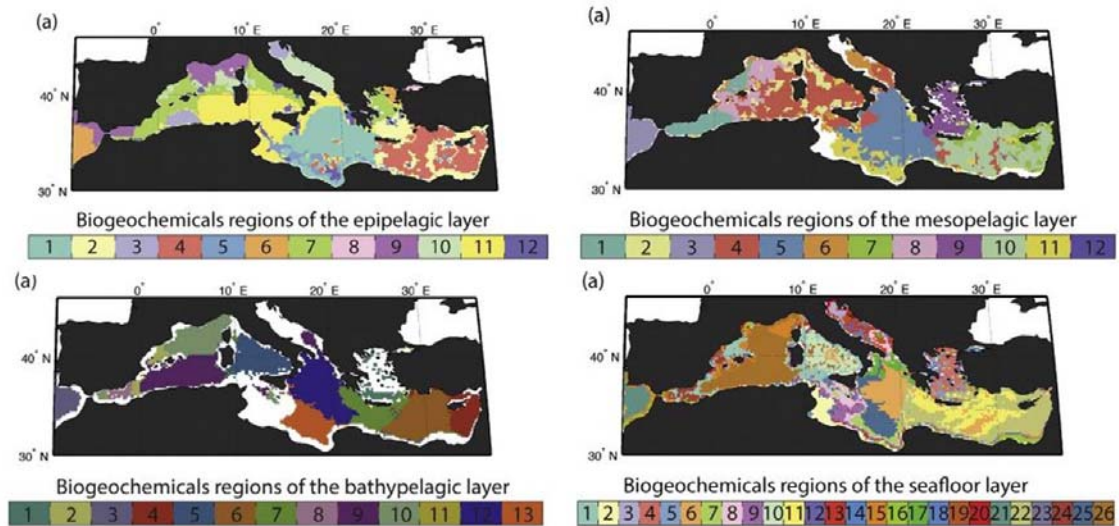 (a)
0° 10° E 20° E 30° E
40° N
30° N
Biogeochemicals regions of the epipelagic layer
1 2 3 4 5 6 7 8 9 10 11 12
(a)
0° 10° E 20° E 30° E
40° N
30° N
Biogeochemicals regions of the mesopelagic layer
1 2 3 4 5 6 7 8 9 10 11 12
(a)
0° 10° E 20° E 30° E
40° N
30° N
Biogeochemicals regions of the bathypelagic layer
1 2 3 4 5 6 7 8 9 10 11 12 13
(a)
0° 10° E 20° E 30° E
40° N
30° N
Biogeochemicals regions of the seafloor layer
1 2 3 4 5 6 7 8 9 10 11 12 13 14 15 16 17 18 19 20 21 22 23 24 25 26